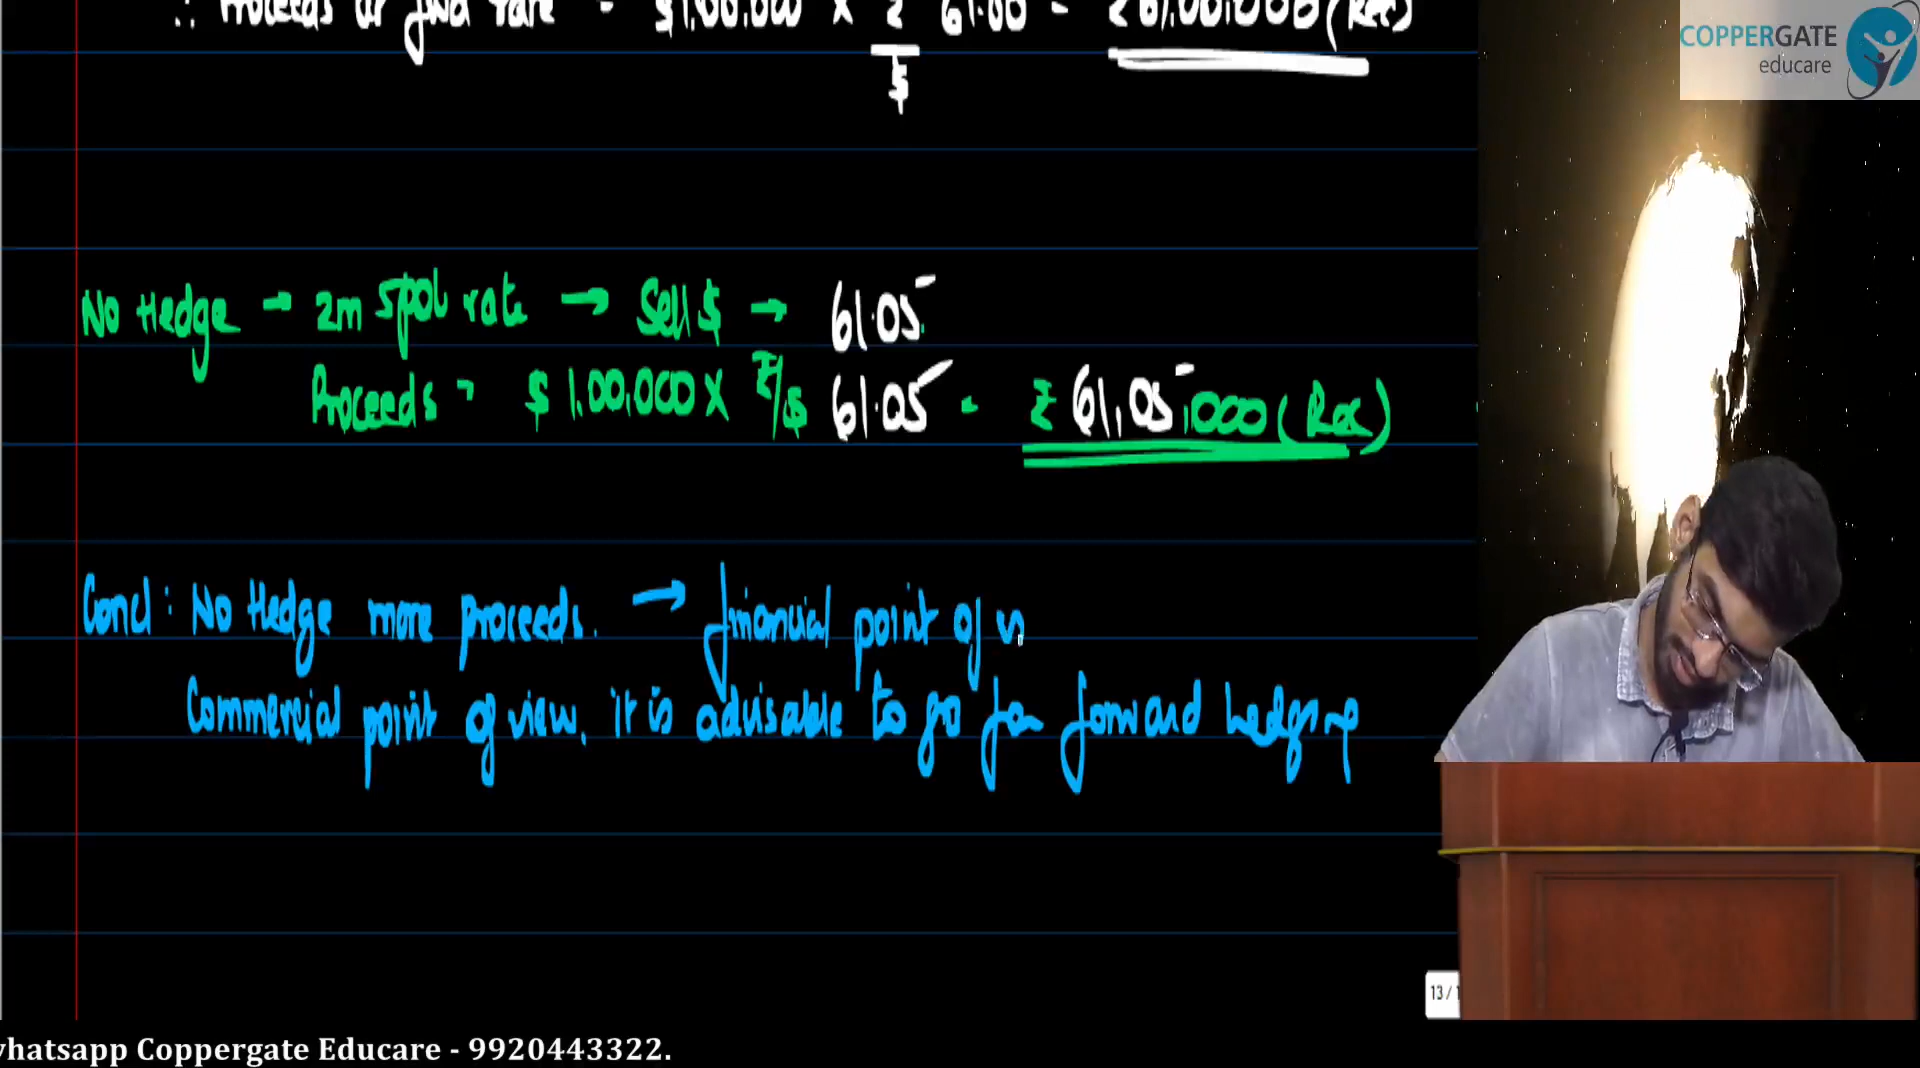 ∴ Proceeds at fwd rate = $1,00,000 × ₹/$ 61.00 = ₹ 61,00,000 (Rec)
COPPERGATE
educare
No Hedge → 2m spot rate → Sell $ → 61.05
Proceeds = $ 1,00,000 × ₹/$ 61.05 = ₹ 61,05,000 (Rec)
Concl : No Hedge more proceeds. → financial point of v
Commercial point of view, it is advisable to go for forward hedging
13 / 1
whatsapp Coppergate Educare - 9920443322.